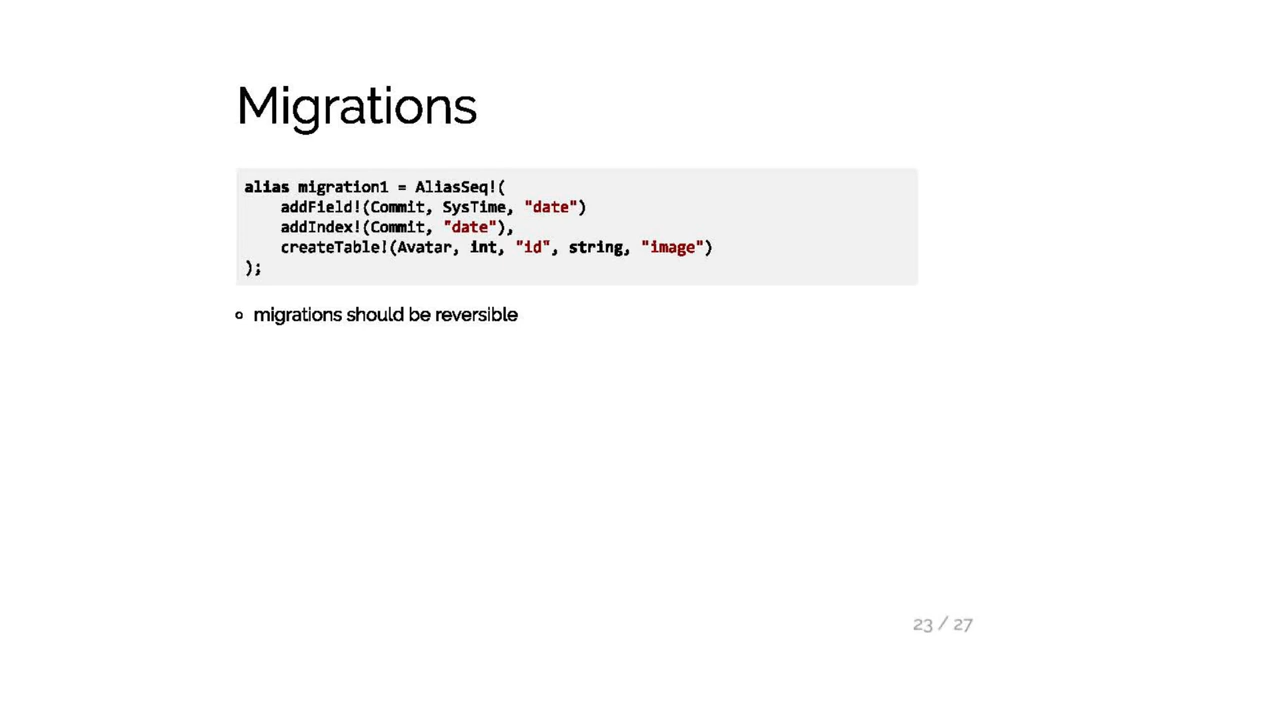 Migrations
alias migration1 = AliasSeq!(
    addField!(Commit, SysTime, "date")
    addIndex!(Commit, "date"),
    createTable!(Avatar, int, "id", string, "image")
);
migrations should be reversible
23 / 27